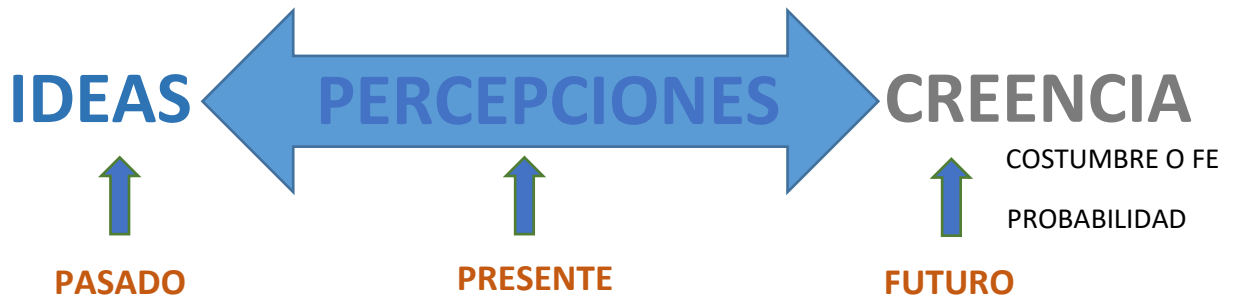 IDEAS PERCEPCIONES CREENCIA
COSTUMBRE O FE
PROBABILIDAD
PASADO PRESENTE FUTURO